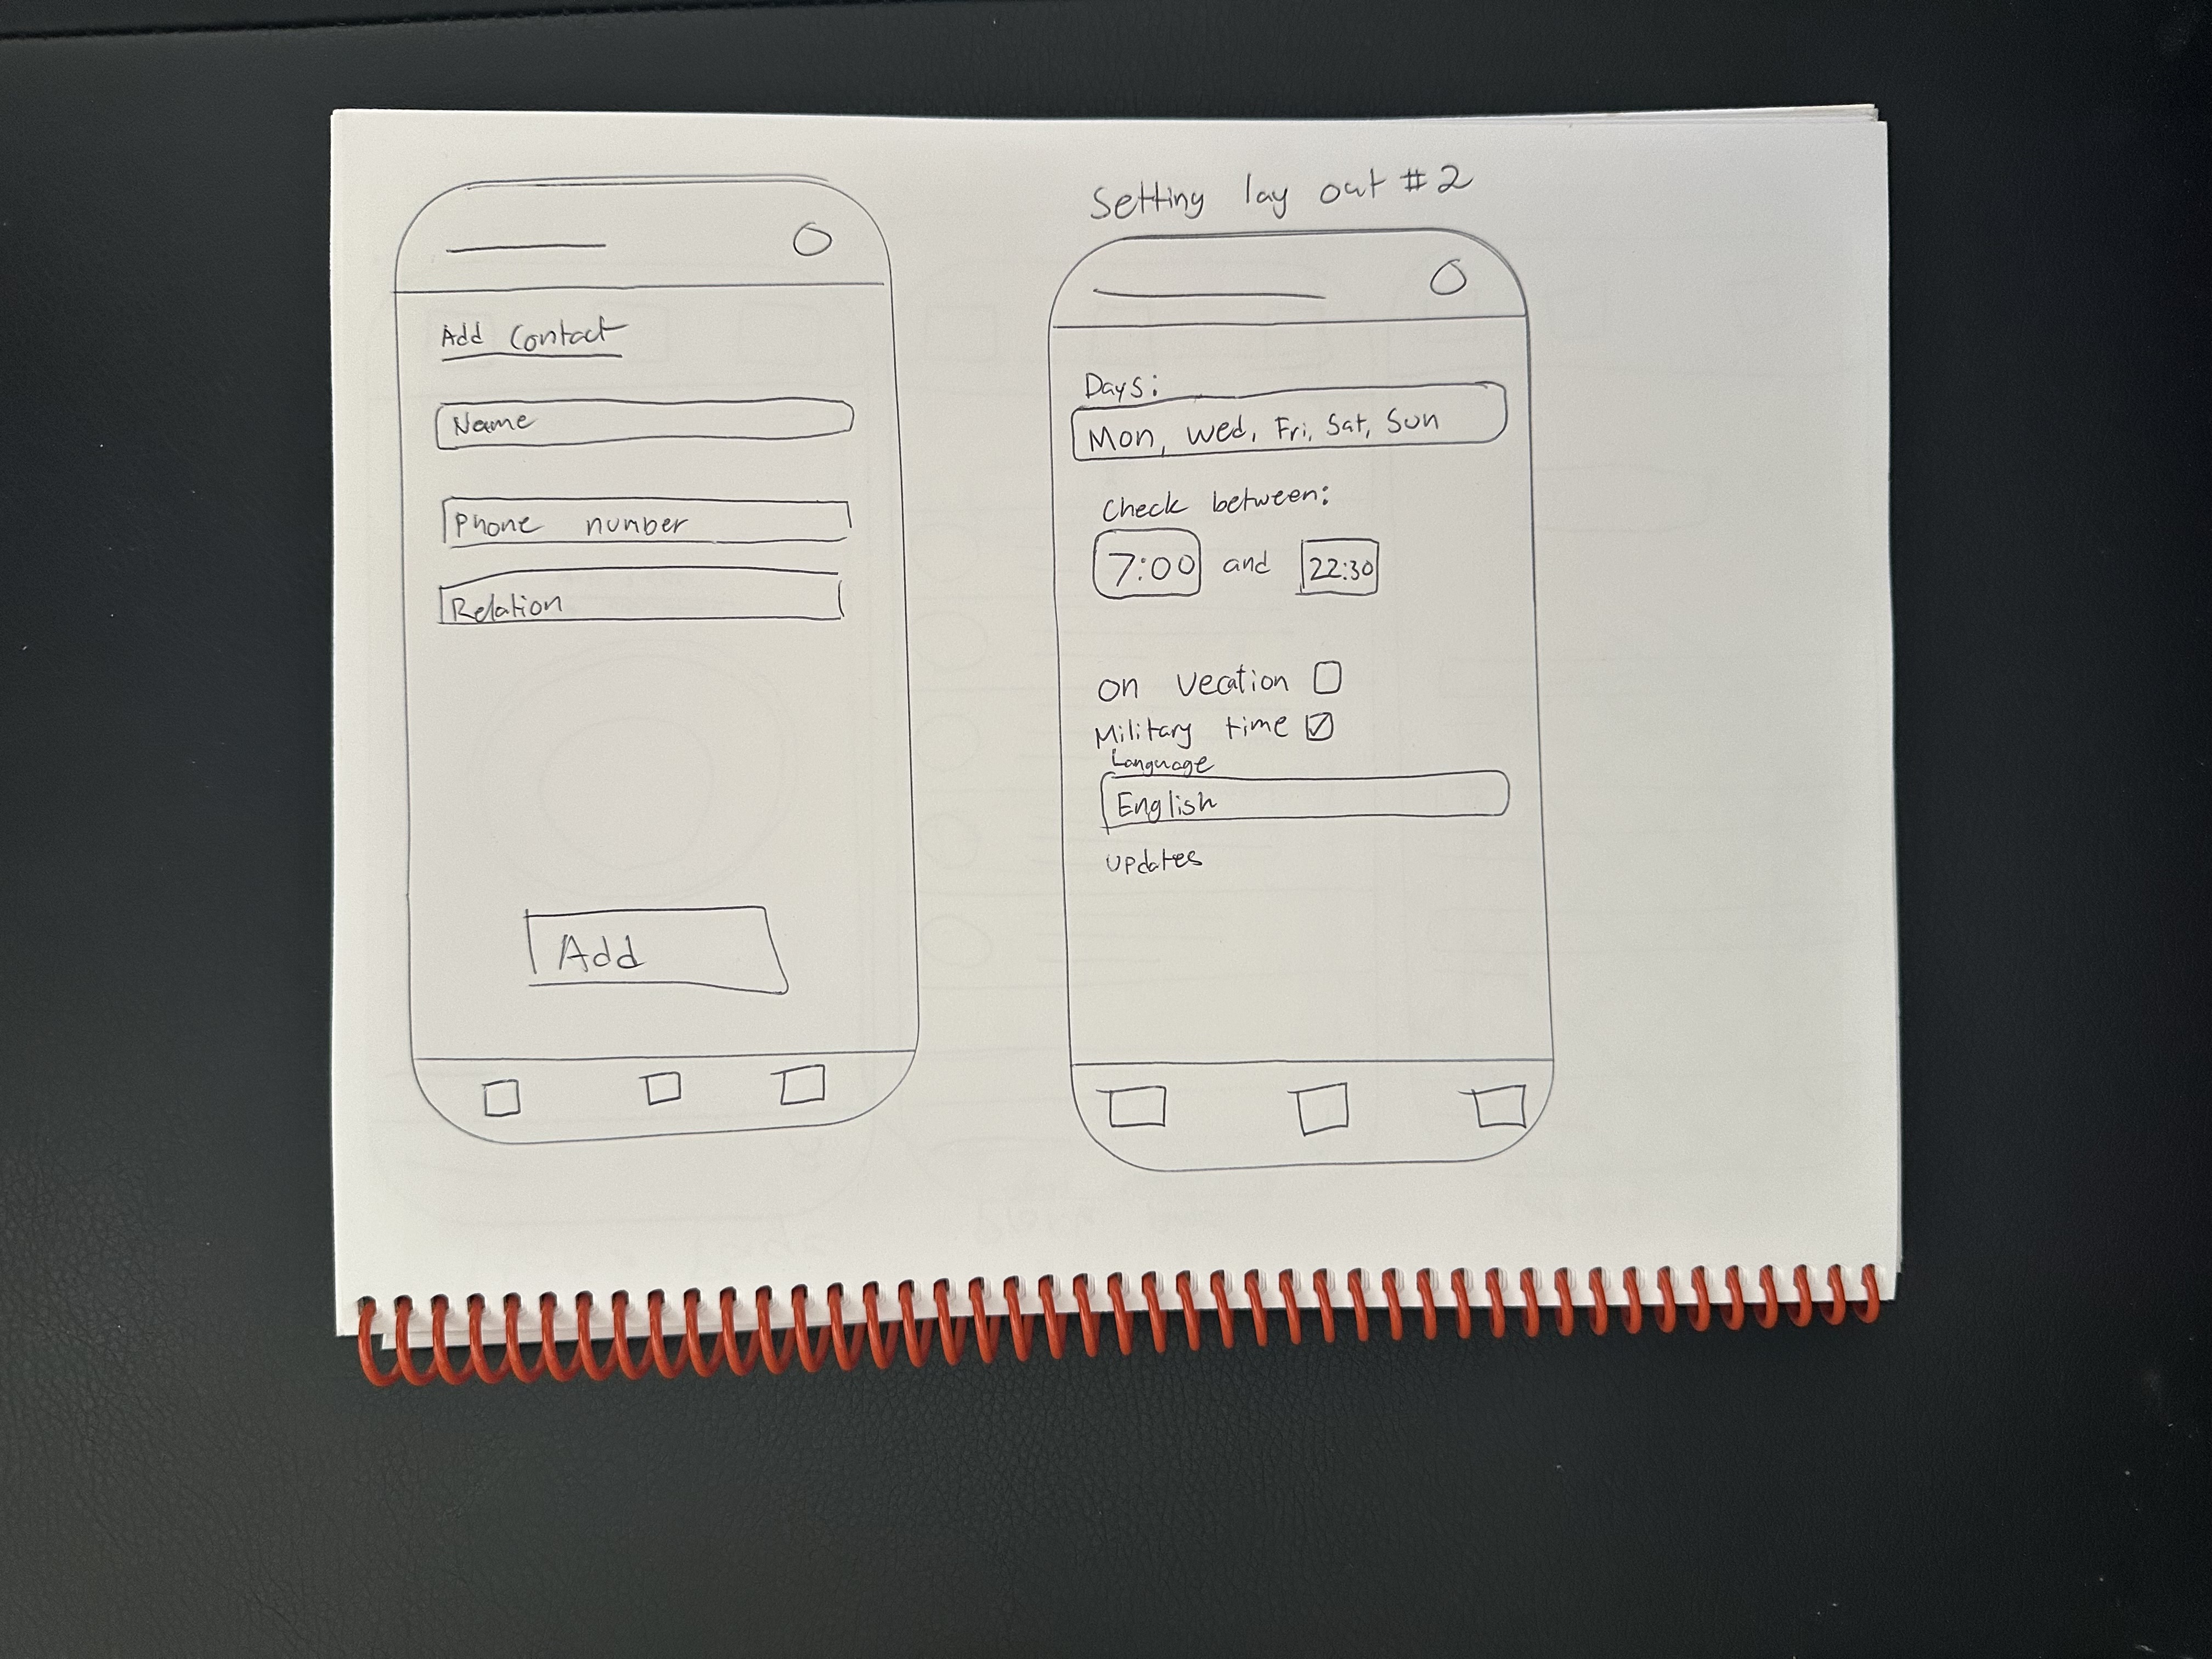 Add Contact
Name
Phone number
Relation
Add
Setting lay out #2
Days:
Mon, Wed, Fri, Sat, Sun
Check between:
7:00 and 22:30
on vecation
Military time
Language
English
updates